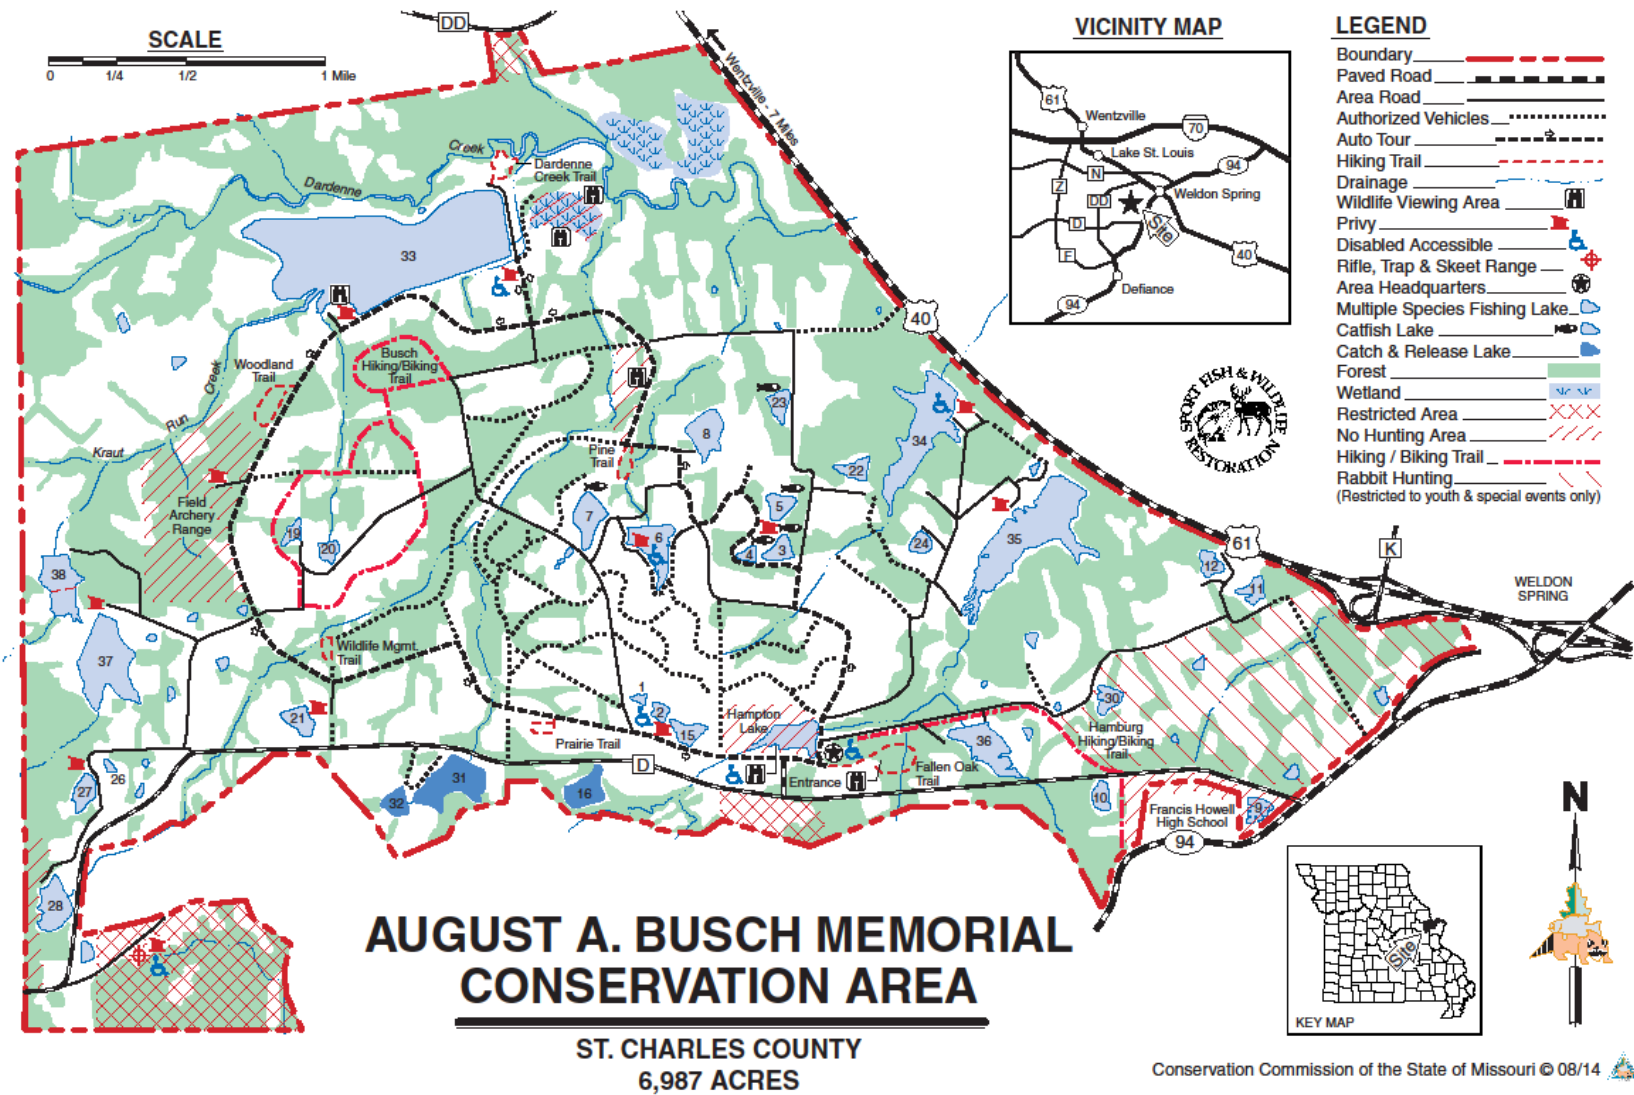 DD
SCALE
0 1/4 1/2 1 Mile
Wentzville - 7 Miles
VICINITY MAP
61
Wentzville
70
Lake St. Louis
94
N
Z
DD
Weldon Spring
D
Site
F
40
Defiance
94
LEGEND
Boundary
Paved Road
Area Road
Authorized Vehicles
Auto Tour
Hiking Trail
Drainage
Wildlife Viewing Area
Privy
Disabled Accessible
Rifle, Trap & Skeet Range
Area Headquarters
Multiple Species Fishing Lake
Catfish Lake
Catch & Release Lake
Forest
Wetland
Restricted Area
No Hunting Area
Hiking / Biking Trail
Rabbit Hunting
(Restricted to youth & special events only)
SPORT FISH & WILDLIFE
RESTORATION
Creek
Dardenne
Dardenne
Creek Trail
33
40
Busch
Hiking/Biking
Trail
Woodland
Trail
Kraut
Run
Creek
Field
Archery
Range
Pine
Trail
23
8
34
22
7
6
5
4
3
24
35
19
20
38
37
61
K
WELDON
SPRING
12
11
Wildlife Mgmt.
Trail
21
1
2
15
Hampton
Lake
Prairie Trail
D
Entrance
Fallen Oak
Trail
36
30
Hamburg
Hiking/Biking
Trail
26
27
28
31
32
16
10
9
Francis Howell
High School
94
N
Site
KEY MAP
AUGUST A. BUSCH MEMORIAL
CONSERVATION AREA
ST. CHARLES COUNTY
6,987 ACRES
Conservation Commission of the State of Missouri © 08/14